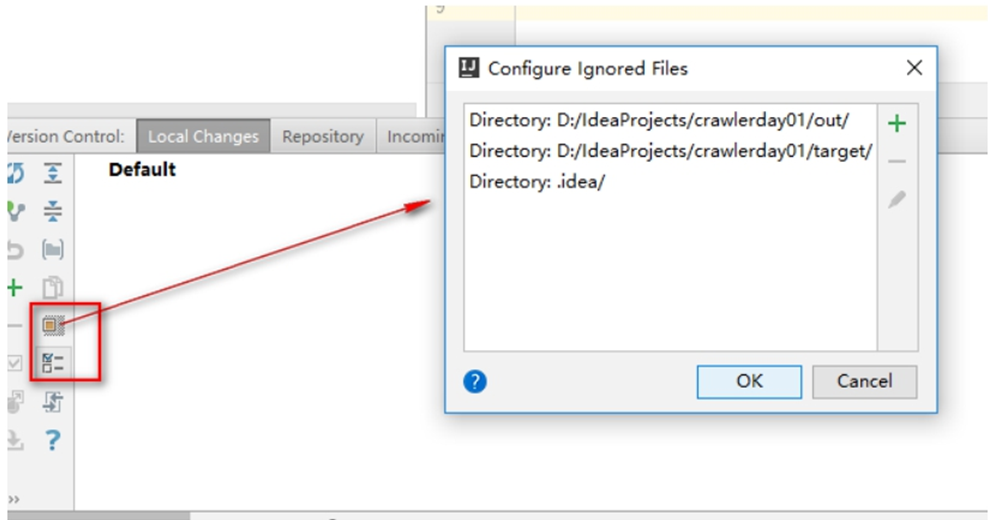 9
Configure Ignored Files
Directory: D:/IdeaProjects/crawlerday01/out/
Directory: D:/IdeaProjects/crawlerday01/target/
Directory: .idea/
Version Control: Local Changes Repository Incomin
Default
? OK Cancel
?
»